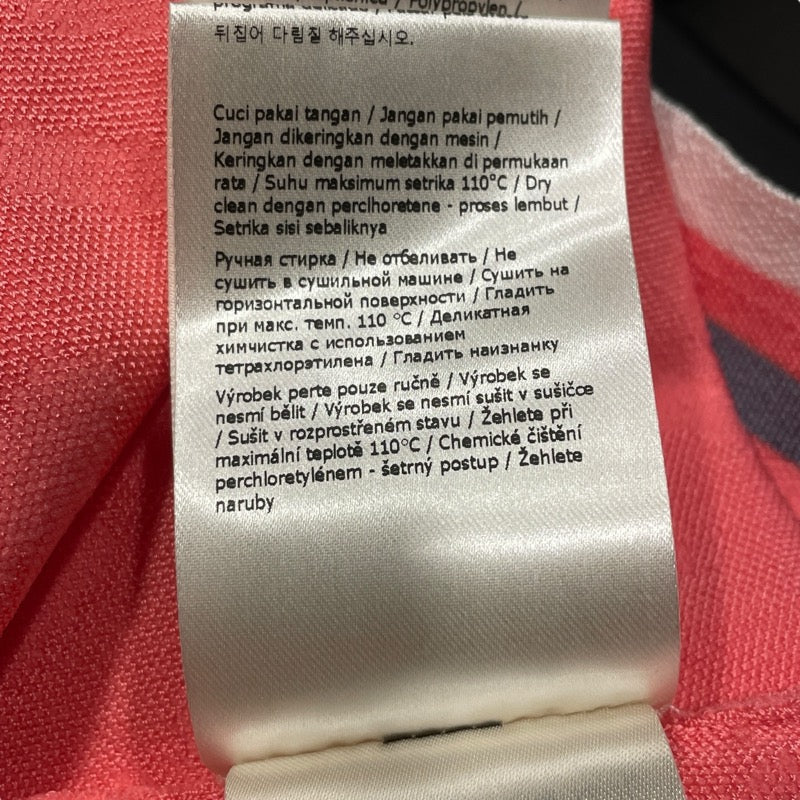 뒤집어 다림질 해주십시오.
Cuci pakai tangan / Jangan pakai pemutih /
Jangan dikeringkan dengan mesin /
Keringkan dengan meletakkan di permukaan
rata / Suhu maksimum setrika 110°C / Dry
clean dengan perclhoretene - proses lembut /
Setrika sisi sebaliknya
Ручная стирка / Не отбеливать / Не
сушить в сушильной машине / Сушить на
горизонтальной поверхности / Гладить
при макс. темп. 110 °C / Деликатная
химчистка с использованием
тетрахлорэтилена / Гладить наизнанку
Výrobek perte pouze ručně / Výrobek se
nesmí bělit / Výrobek se nesmí sušit v sušičce
/ Sušit v rozprostřeném stavu / Žehlete při
maximální teplotě 110°C / Chemické čištění
perchloretylénem - šetrný postup / Žehlete
naruby